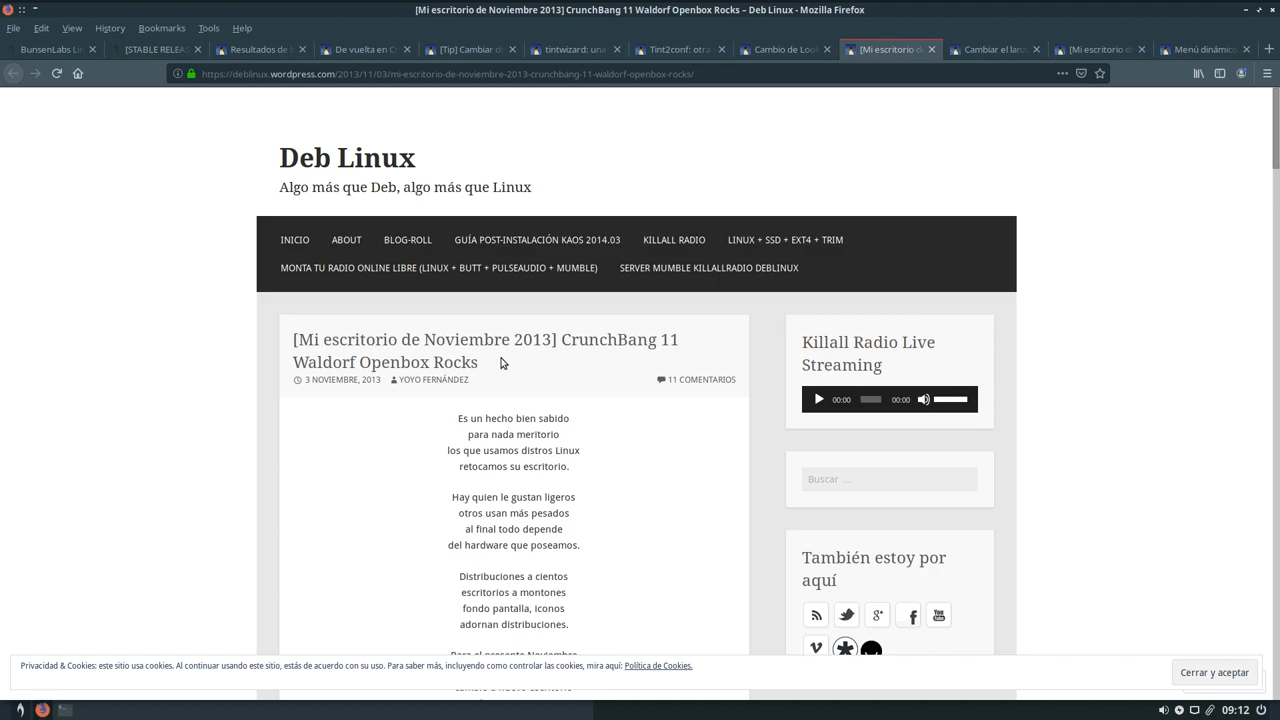 [Mi escritorio de Noviembre 2013] CrunchBang 11 Waldorf Openbox Rocks – Deb Linux - Mozilla Firefox
File Edit View History Bookmarks Tools Help
BunsenLabs Lin [STABLE RELEAS Resultados de b De vuelta en C [Tip] Cambiar d tintwizard: una Tint2conf: otra Cambio de Look [Mi escritorio d Cambiar el lanz [Mi escritorio de Menú dinámico
https://deblinux.wordpress.com/2013/11/03/mi-escritorio-de-noviembre-2013-crunchbang-11-waldorf-openbox-rocks/
Deb Linux
Algo más que Deb, algo más que Linux
INICIO ABOUT BLOG-ROLL GUÍA POST-INSTALACIÓN KAOS 2014.03 KILLALL RADIO LINUX + SSD + EXT4 + TRIM
MONTA TU RADIO ONLINE LIBRE (LINUX + BUTT + PULSEAUDIO + MUMBLE) SERVER MUMBLE KILLALLRADIO DEBLINUX
[Mi escritorio de Noviembre 2013] CrunchBang 11
Waldorf Openbox Rocks
3 NOVIEMBRE, 2013 YOYO FERNÁNDEZ 11 COMENTARIOS
Es un hecho bien sabido
para nada meritorio
los que usamos distros Linux
retocamos su escritorio.
Hay quien le gustan ligeros
otros usan más pesados
al final todo depende
del hardware que poseamos.
Distribuciones a cientos
escritorios a montones
fondo pantalla, iconos
adornan distribuciones.
Killall Radio Live
Streaming
00:00 00:00
Buscar ...
También estoy por
aquí
Privacidad & Cookies: este sitio usa cookies. Al continuar usando este sitio, estás de acuerdo con su uso. Para saber más, incluyendo como controlar las cookies, mira aquí: Política de Cookies.
Cerrar y aceptar
09:12